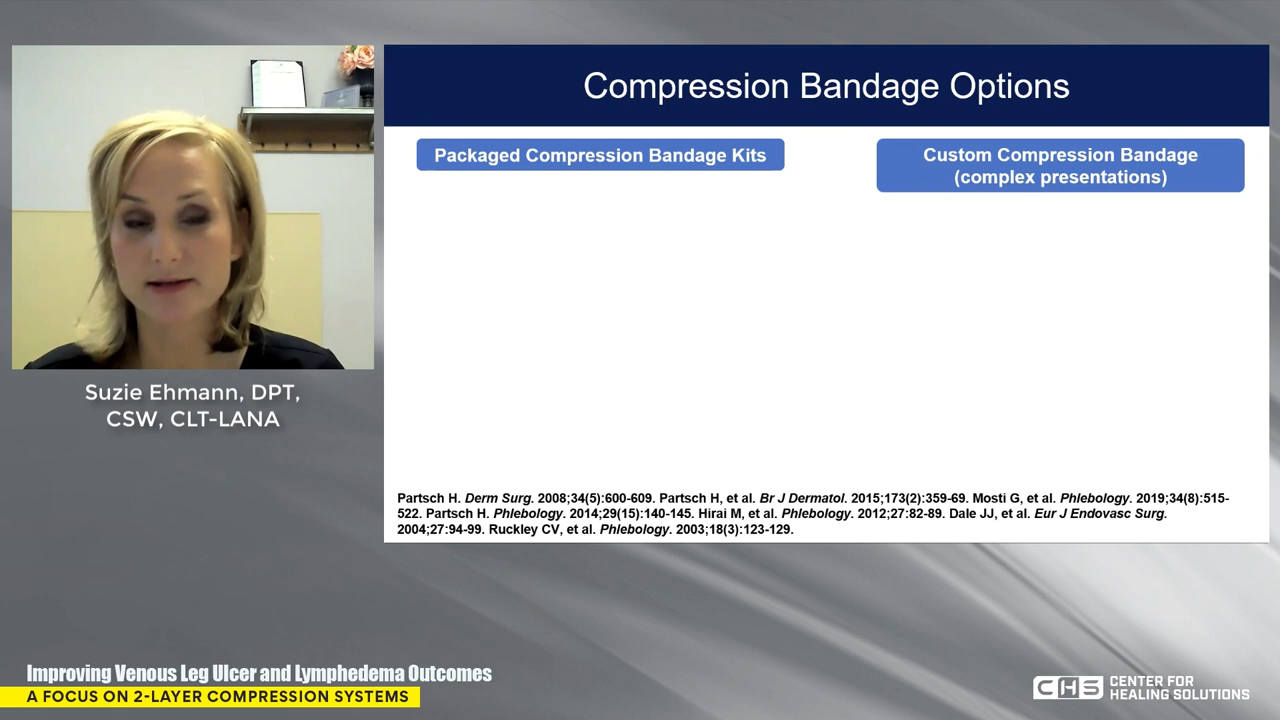 Compression Bandage Options
Packaged Compression Bandage Kits
Custom Compression Bandage
(complex presentations)
Suzie Ehmann, DPT,
CSW, CLT-LANA
Partsch H. Derm Surg. 2008;34(5):600-609. Partsch H, et al. Br J Dermatol. 2015;173(2):359-69. Mosti G, et al. Phlebology. 2019;34(8):515-
522. Partsch H. Phlebology. 2014;29(15):140-145. Hirai M, et al. Phlebology. 2012;27:82-89. Dale JJ, et al. Eur J Endovasc Surg.
2004;27:94-99. Ruckley CV, et al. Phlebology. 2003;18(3):123-129.
Improving Venous Leg Ulcer and Lymphedema Outcomes
A FOCUS ON 2-LAYER COMPRESSION SYSTEMS
CHS
CENTER FOR
HEALING SOLUTIONS